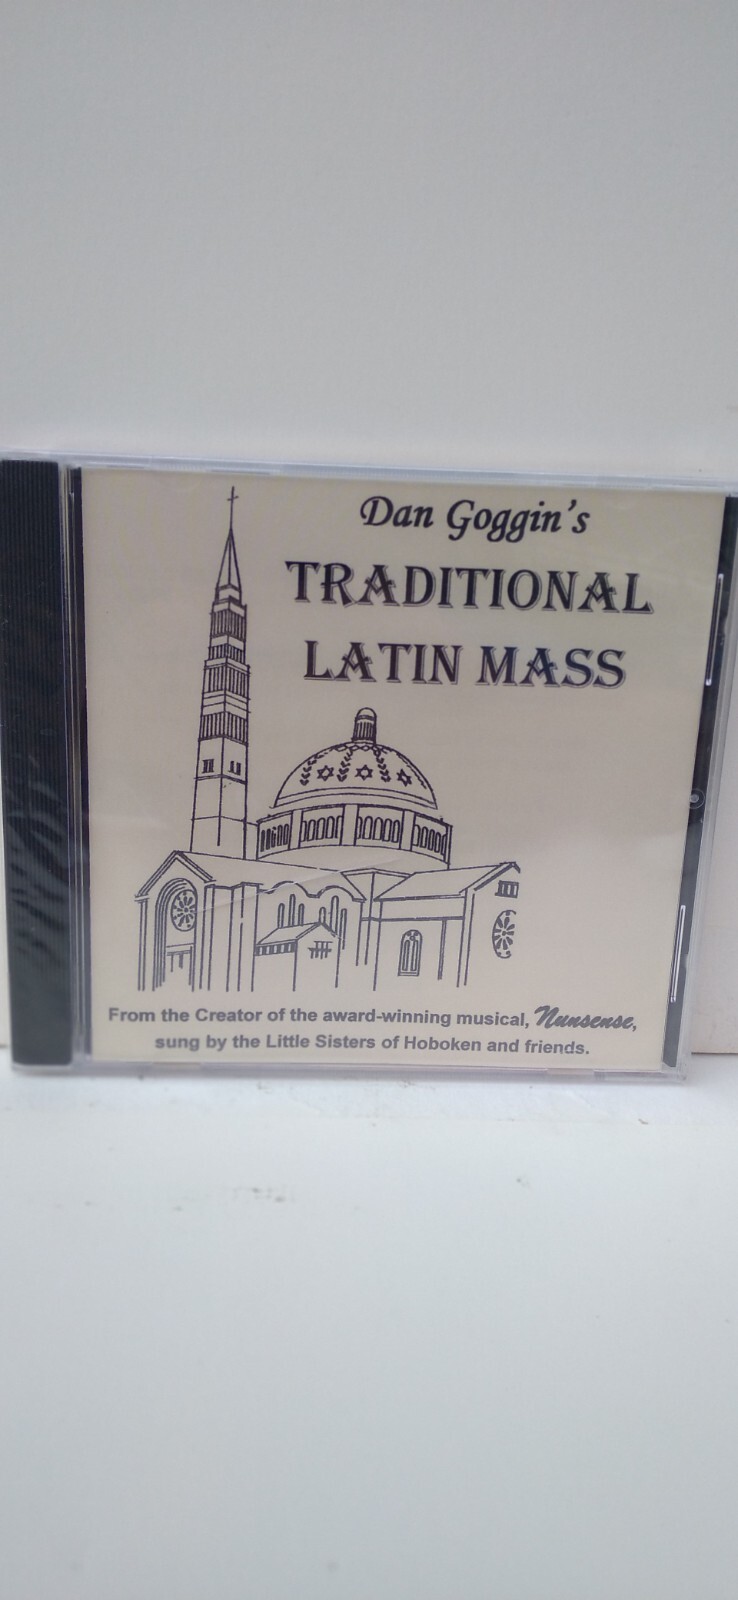 Dan Goggin's
TRADITIONAL
LATIN MASS
From the Creator of the award-winning musical, Nunsense,
sung by the Little Sisters of Hoboken and friends.